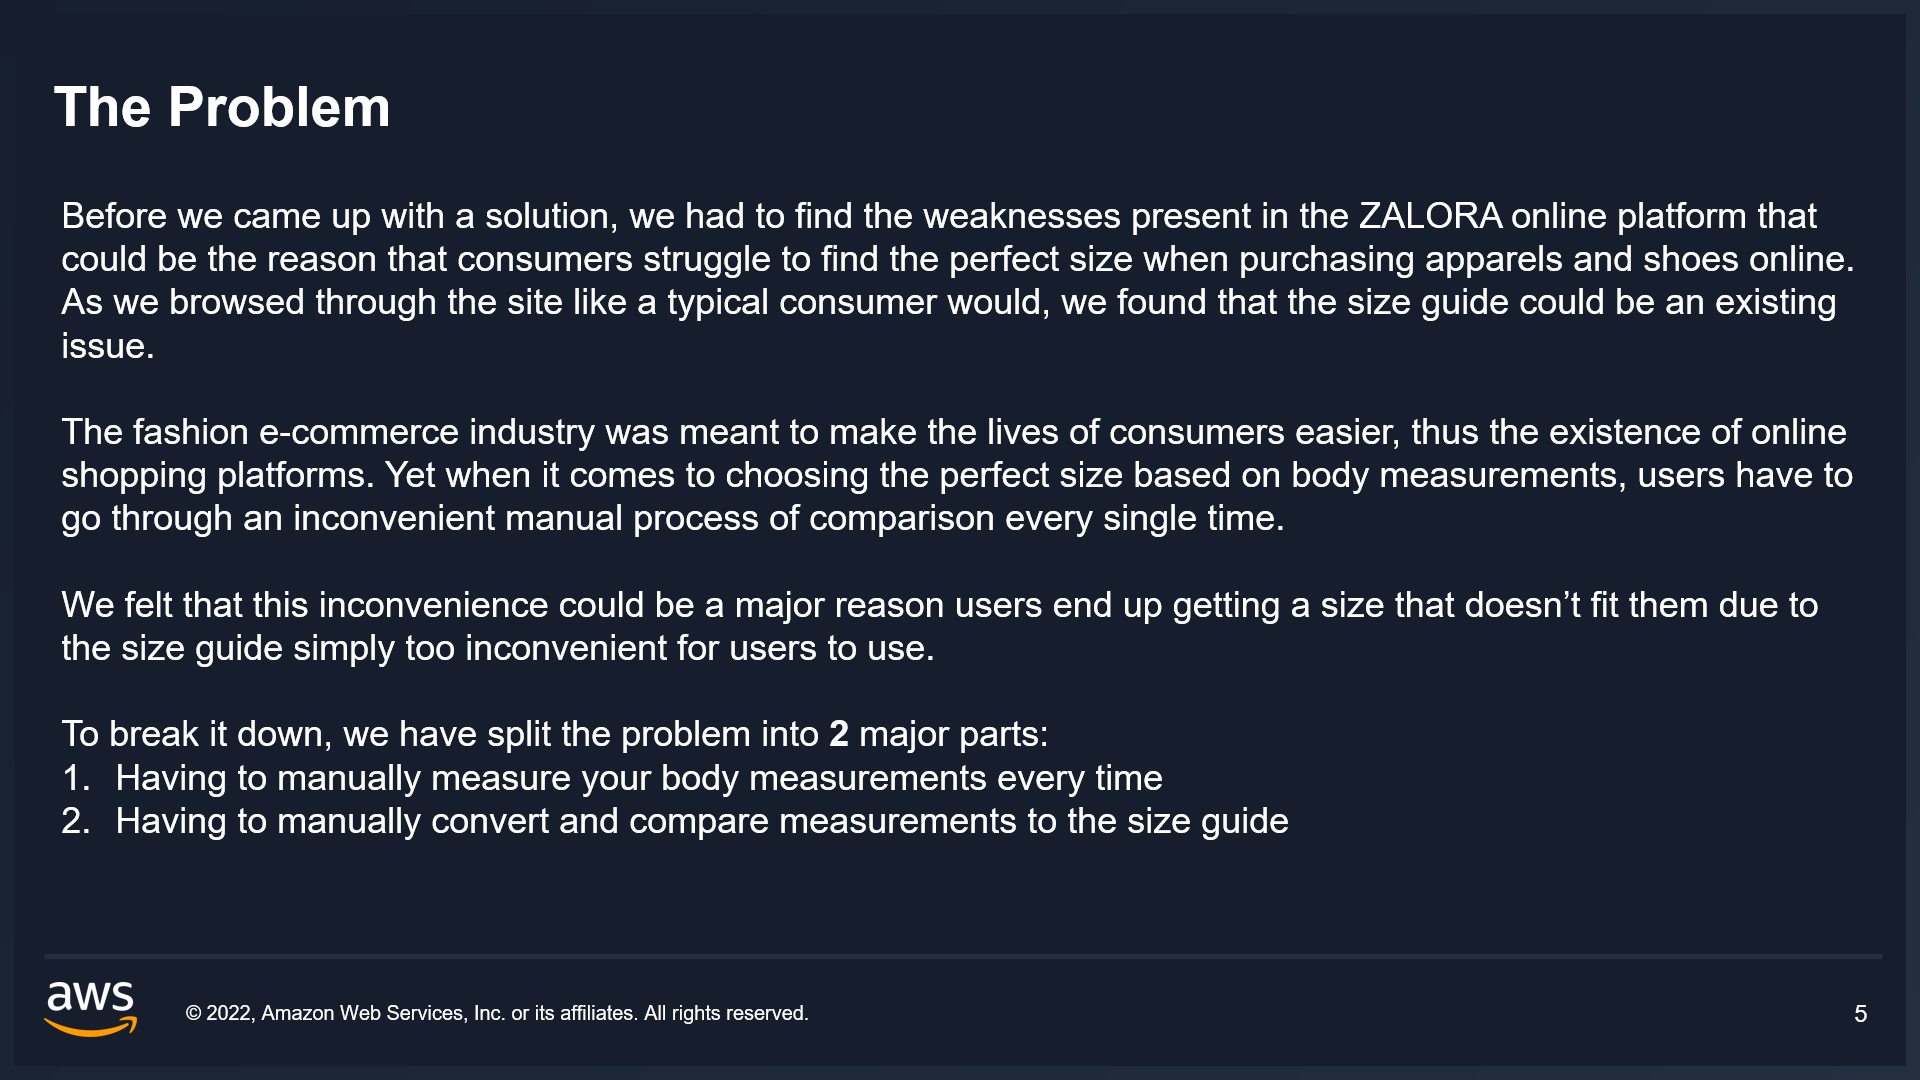 The Problem
Before we came up with a solution, we had to find the weaknesses present in the ZALORA online platform that
could be the reason that consumers struggle to find the perfect size when purchasing apparels and shoes online.
As we browsed through the site like a typical consumer would, we found that the size guide could be an existing
issue.
The fashion e-commerce industry was meant to make the lives of consumers easier, thus the existence of online
shopping platforms. Yet when it comes to choosing the perfect size based on body measurements, users have to
go through an inconvenient manual process of comparison every single time.
We felt that this inconvenience could be a major reason users end up getting a size that doesn’t fit them due to
the size guide simply too inconvenient for users to use.
To break it down, we have split the problem into 2 major parts:
1. Having to manually measure your body measurements every time
2. Having to manually convert and compare measurements to the size guide
aws
© 2022, Amazon Web Services, Inc. or its affiliates. All rights reserved.
5